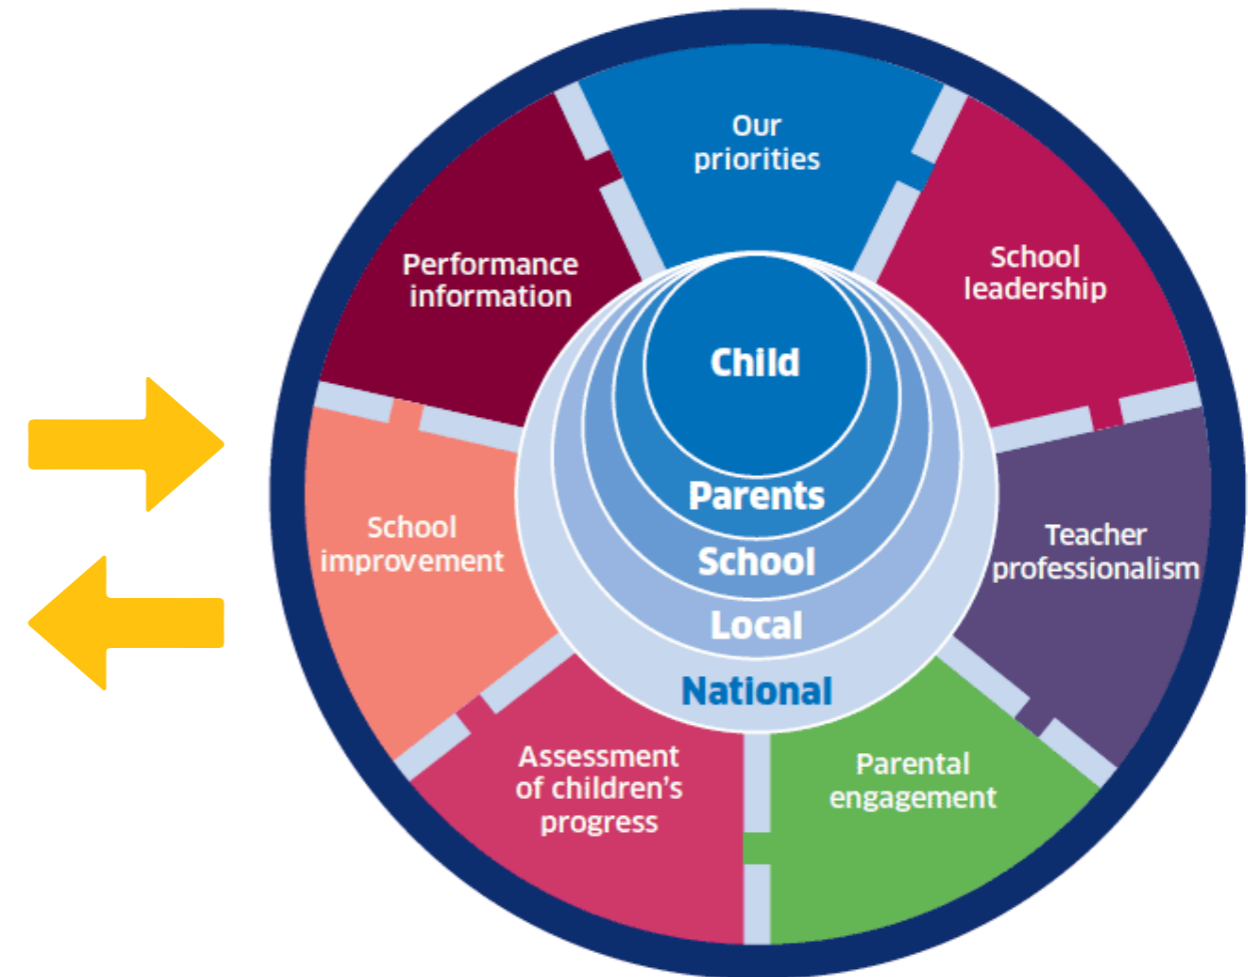 Our
priorities
School
leadership
Teacher
professionalism
Parental
engagement
Assessment
of children’s
progress
School
improvement
Performance
information
Child
Parents
School
Local
National